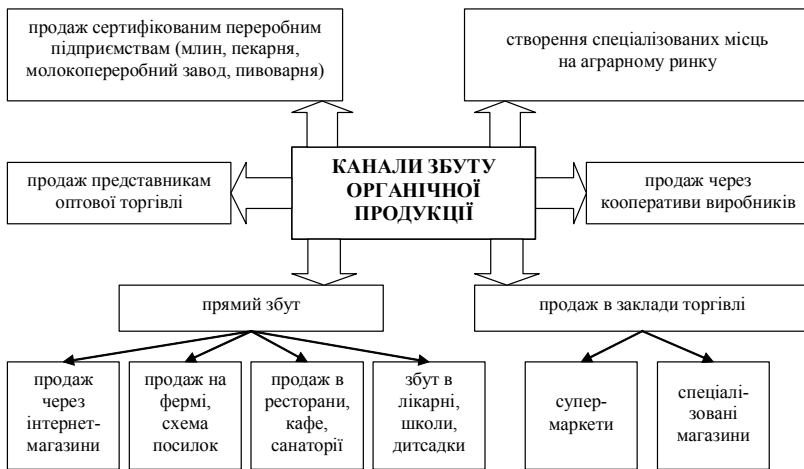 продаж сертифікованим переробним
підприємствам (млин, пекарня,
молокопереробний завод, пивоварня)
створення спеціалізованих місць
на аграрному ринку
КАНАЛИ ЗБУТУ
ОРГАНІЧНОЇ
ПРОДУКЦІЇ
продаж представникам
оптової торгівлі
продаж через
кооперативи виробників
прямий збут
продаж в заклади торгівлі
продаж
через
інтернет-
магазини
продаж на
фермі,
схема
посилок
продаж в
ресторани,
кафе,
санаторії
збут в
лікарні,
школи,
дитсадки
супер-
маркети
спеціалі-
зовані
магазини